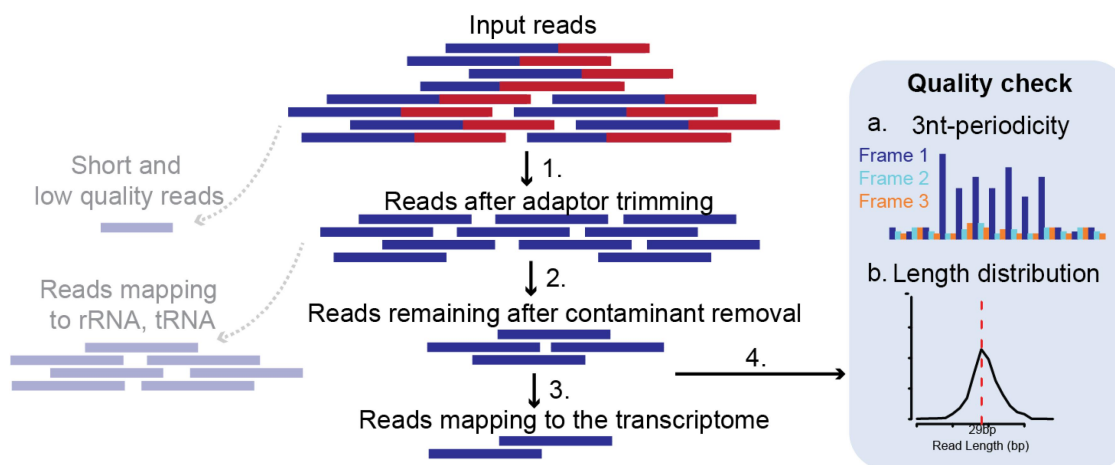 Input reads
1.
Short and
low quality reads
Reads after adaptor trimming
2.
Reads mapping
to rRNA, tRNA
Reads remaining after contaminant removal
4.
3.
Reads mapping to the transcriptome
Quality check
a. 3nt-periodicity
Frame 1
Frame 2
Frame 3
b. Length distribution
29bp
Read Length (bp)